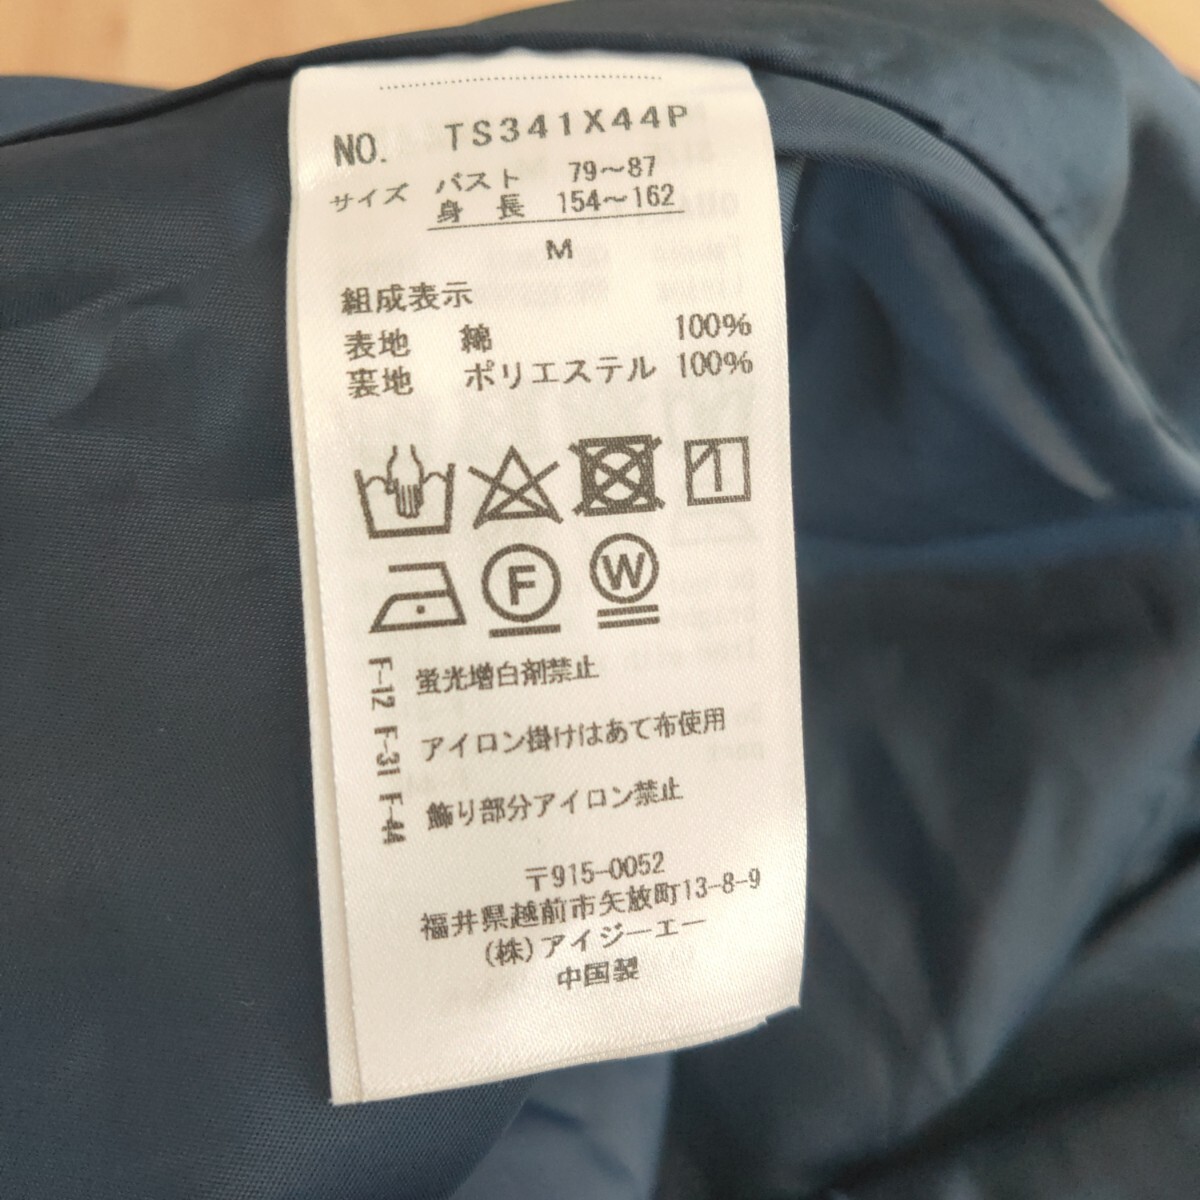 NO. TS341X44P
サイズ バスト 79〜87
身長 154〜162
M
組成表示
表地 綿 100%
裏地 ポリエステル 100%
F
W
F-12 蛍光増白剤禁止
F-31 アイロン掛けはあて布使用
F-44 飾り部分アイロン禁止
〒915-0052
福井県越前市矢放町13-8-9
(株)アイジーエー
中国製